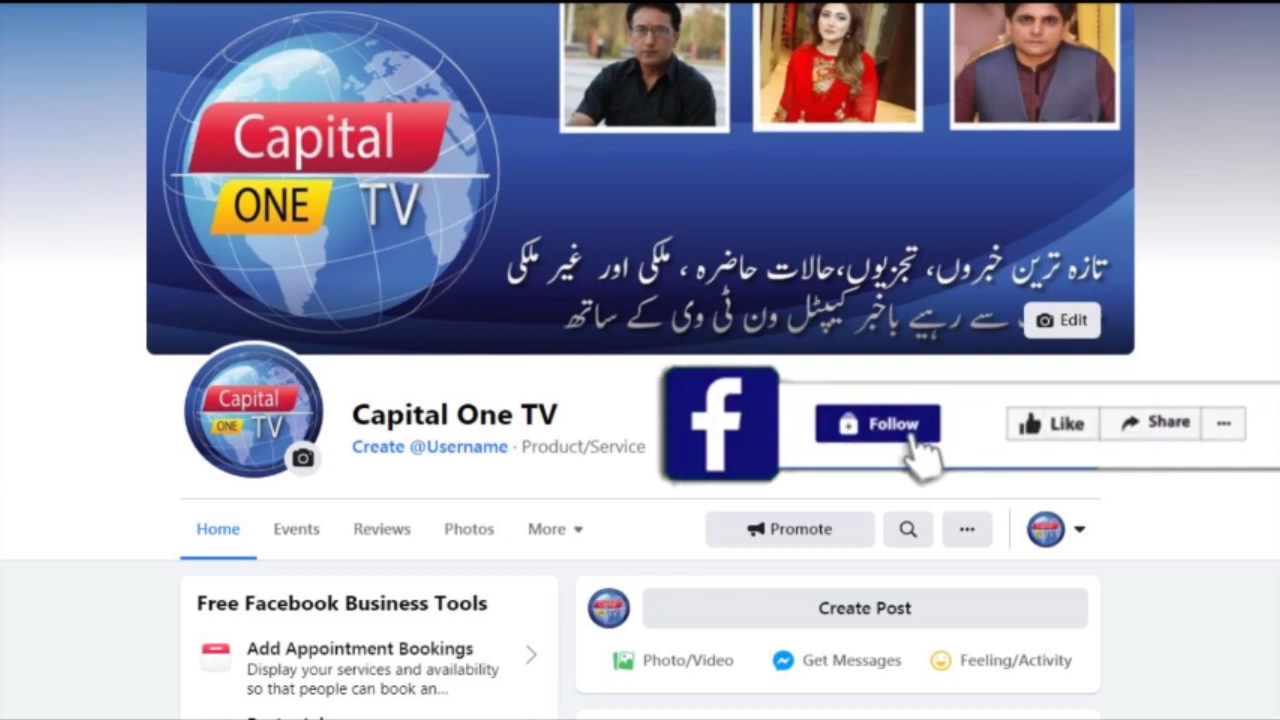 Capital
ONE TV
تازہ ترین خبروں، تجزیوں،حالات حاضرہ ، ملکی اور غیر ملکی
سے رہیے باخبر کیپٹل ون ٹی وی کے ساتھ
Edit
Capital
ONE TV
Capital One TV
Create @Username · Product/Service
f
Follow
Like
Share
Home
Events
Reviews
Photos
More
Promote
Free Facebook Business Tools
Create Post
Add Appointment Bookings
Display your services and availability
so that people can book an...
Photo/Video
Get Messages
Feeling/Activity